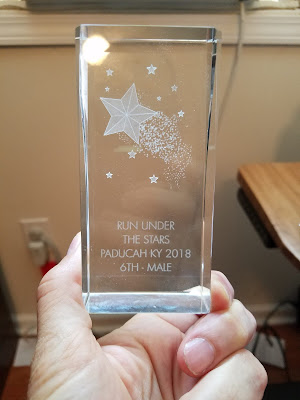 RUN UNDER
THE STARS
PADUCAH KY 2018
6TH - MALE